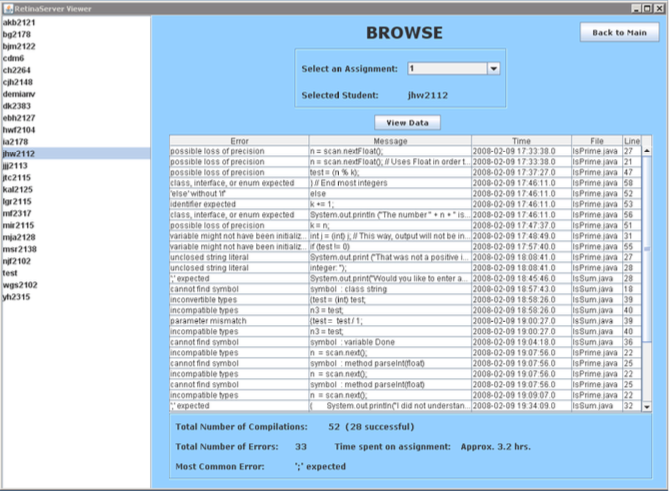 RetinaServer Viewer
akb2121
bg2178
bjm2122
cdm6
ch2264
cjh2148
demianv
dk2383
ebh2127
hwf2104
ia2178
jhw2112
jjj2113
jtc2115
kal2125
lgr2115
mf2317
mir2115
mja2128
msr2138
njf2102
test
wgs2102
yh2315
BROWSE
Back to Main
Select an Assignment: 1
Selected Student: jhw2112
View Data
Error Message Time File Line
possible loss of precision n = scan.nextFloat(); 2008-02-09 17:33:38.0 IsPrime.java 27
possible loss of precision n = scan.nextFloat(); // Uses Float in order t... 2008-02-09 17:33:38.0 IsPrime.java 21
possible loss of precision test = (n % k); 2008-02-09 17:37:27.0 IsPrime.java 47
class, interface, or enum expected } // End most integers 2008-02-09 17:46:11.0 IsPrime.java 58
'else' without 'if' else 2008-02-09 17:46:11.0 IsPrime.java 52
identifier expected k += 1; 2008-02-09 17:46:11.0 IsPrime.java 53
class, interface, or enum expected System.out.println ("The number " + n + " is... 2008-02-09 17:46:11.0 IsPrime.java 56
possible loss of precision k = n; 2008-02-09 17:47:37.0 IsPrime.java 51
variable might not have been initializ... int j = (int) i; // This way, output will not be in... 2008-02-09 17:48:49.0 IsPrime.java 31
variable might not have been initializ... if (test != 0) 2008-02-09 17:57:40.0 IsPrime.java 55
unclosed string literal System.out.print ("That was not a positive i... 2008-02-09 18:08:41.0 IsPrime.java 27
unclosed string literal integer: "); 2008-02-09 18:08:41.0 IsPrime.java 28
';' expected System.out.print("Would you like to enter a... 2008-02-09 18:45:46.0 IsSum.java 28
cannot find symbol symbol : class string 2008-02-09 18:57:43.0 IsSum.java 18
inconvertible types (test = (int) test; 2008-02-09 18:58:26.0 IsSum.java 39
incompatible types n3 = test; 2008-02-09 18:58:26.0 IsSum.java 40
parameter mismatch (test = test / 1; 2008-02-09 19:00:27.0 IsSum.java 39
incompatible types n3 = test; 2008-02-09 19:00:27.0 IsSum.java 40
cannot find symbol symbol : variable Done 2008-02-09 19:04:18.0 IsSum.java 36
incompatible types n = scan.next(); 2008-02-09 19:07:56.0 IsPrime.java 22
cannot find symbol symbol : method parseInt(float) 2008-02-09 19:07:56.0 IsSum.java 25
incompatible types n = scan.next(); 2008-02-09 19:07:56.0 IsSum.java 22
cannot find symbol symbol : method parseInt(float) 2008-02-09 19:07:56.0 IsPrime.java 25
incompatible types n = scan.next(); 2008-02-09 19:09:07.0 IsPrime.java 22
';' expected { System.out.println("I did not understan... 2008-02-09 19:34:09.0 IsSum.java 32
Total Number of Compilations: 52 (28 successful)
Total Number of Errors: 33 Time spent on assignment: Approx. 3.2 hrs.
Most Common Error: ';' expected